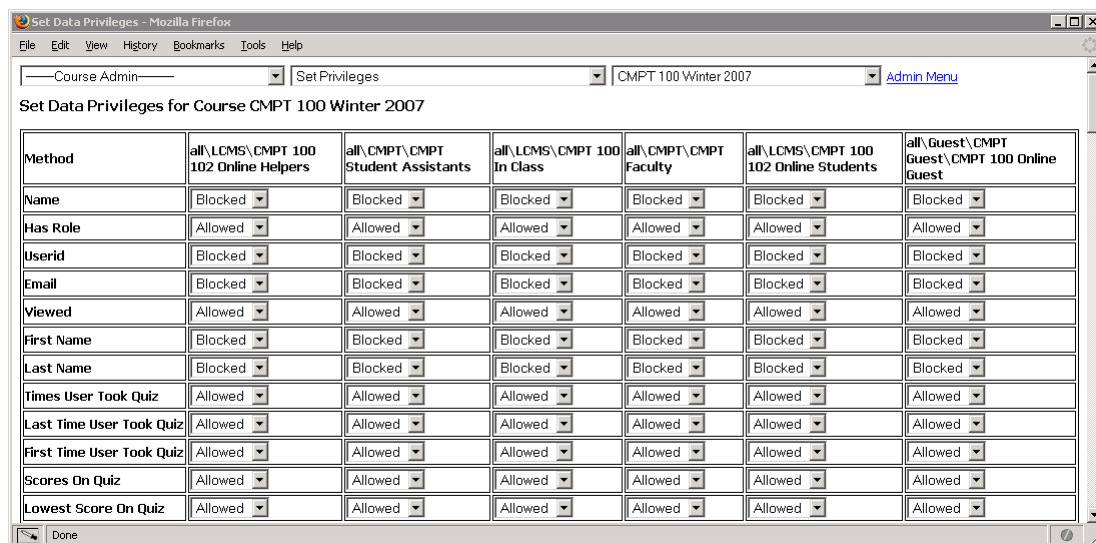 Set Data Privileges - Mozilla Firefox
File Edit View History Bookmarks Tools Help
——Course Admin—— Set Privileges CMPT 100 Winter 2007 Admin Menu
Set Data Privileges for Course CMPT 100 Winter 2007
Method all\LCMS\CMPT 100 102 Online Helpers all\CMPT\CMPT Student Assistants all\LCMS\CMPT 100 In Class all\CMPT\CMPT Faculty all\LCMS\CMPT 100 102 Online Students all\Guest\CMPT Guest\CMPT 100 Online Guest
Name Blocked Blocked Blocked Blocked Blocked Blocked
Has Role Allowed Allowed Allowed Allowed Allowed Allowed
Userid Blocked Blocked Blocked Blocked Blocked Blocked
Email Blocked Blocked Blocked Blocked Blocked Blocked
Viewed Allowed Allowed Allowed Allowed Allowed Allowed
First Name Blocked Blocked Blocked Blocked Blocked Blocked
Last Name Blocked Blocked Blocked Blocked Blocked Blocked
Times User Took Quiz Allowed Allowed Allowed Allowed Allowed Allowed
Last Time User Took Quiz Allowed Allowed Allowed Allowed Allowed Allowed
First Time User Took Quiz Allowed Allowed Allowed Allowed Allowed Allowed
Scores On Quiz Allowed Allowed Allowed Allowed Allowed Allowed
Lowest Score On Quiz Allowed Allowed Allowed Allowed Allowed Allowed
Done